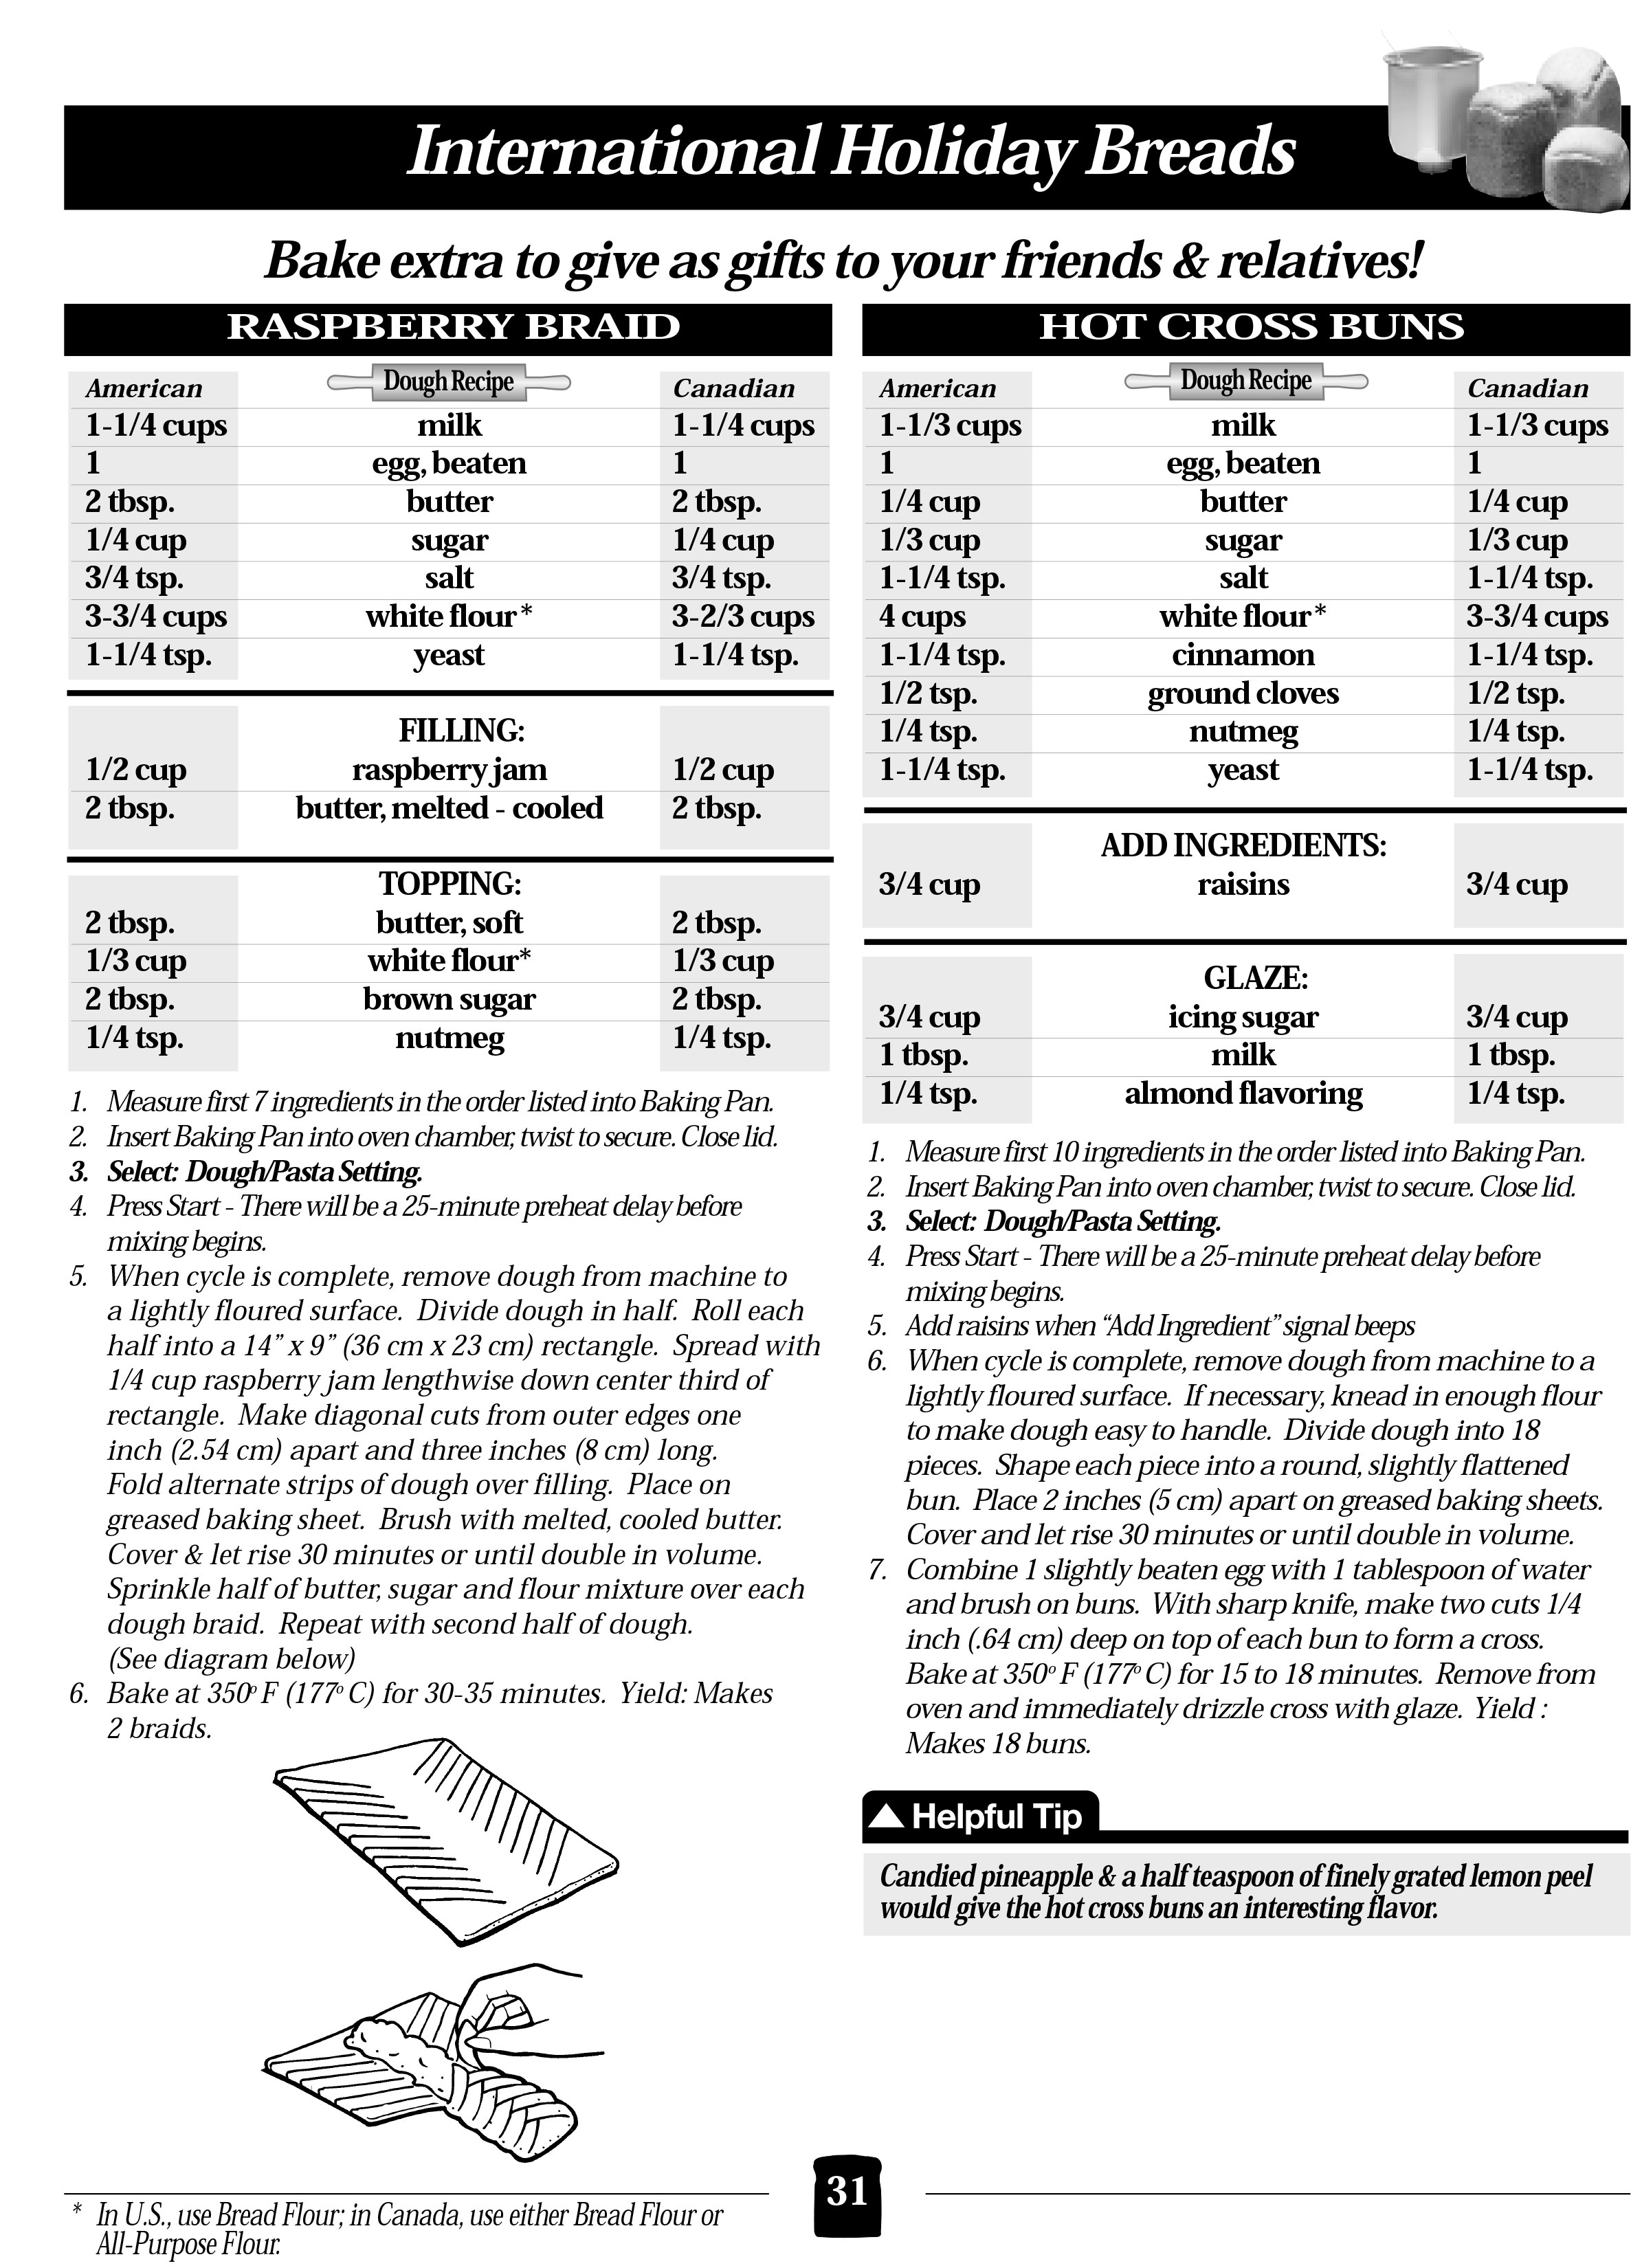 International Holiday Breads
Bake extra to give as gifts to your friends & relatives!
RASPBERRY BRAID
American Dough Recipe Canadian
1-1/4 cups milk 1-1/4 cups
1 egg, beaten 1
2 tbsp. butter 2 tbsp.
1/4 cup sugar 1/4 cup
3/4 tsp. salt 3/4 tsp.
3-3/4 cups white flour* 3-2/3 cups
1-1/4 tsp. yeast 1-1/4 tsp.
FILLING:
1/2 cup raspberry jam 1/2 cup
2 tbsp. butter, melted - cooled 2 tbsp.
TOPPING:
2 tbsp. butter, soft 2 tbsp.
1/3 cup white flour* 1/3 cup
2 tbsp. brown sugar 2 tbsp.
1/4 tsp. nutmeg 1/4 tsp.
1. Measure first 7 ingredients in the order listed into Baking Pan.
2. Insert Baking Pan into oven chamber, twist to secure. Close lid.
3. Select: Dough/Pasta Setting.
4. Press Start - There will be a 25-minute preheat delay before
mixing begins.
5. When cycle is complete, remove dough from machine to
a lightly floured surface. Divide dough in half. Roll each
half into a 14” x 9” (36 cm x 23 cm) rectangle. Spread with
1/4 cup raspberry jam lengthwise down center third of
rectangle. Make diagonal cuts from outer edges one
inch (2.54 cm) apart and three inches (8 cm) long.
Fold alternate strips of dough over filling. Place on
greased baking sheet. Brush with melted, cooled butter.
Cover & let rise 30 minutes or until double in volume.
Sprinkle half of butter, sugar and flour mixture over each
dough braid. Repeat with second half of dough.
(See diagram below)
6. Bake at 350º F (177º C) for 30-35 minutes. Yield: Makes
2 braids.
HOT CROSS BUNS
American Dough Recipe Canadian
1-1/3 cups milk 1-1/3 cups
1 egg, beaten 1
1/4 cup butter 1/4 cup
1/3 cup sugar 1/3 cup
1-1/4 tsp. salt 1-1/4 tsp.
4 cups white flour* 3-3/4 cups
1-1/4 tsp. cinnamon 1-1/4 tsp.
1/2 tsp. ground cloves 1/2 tsp.
1/4 tsp. nutmeg 1/4 tsp.
1-1/4 tsp. yeast 1-1/4 tsp.
ADD INGREDIENTS:
3/4 cup raisins 3/4 cup
GLAZE:
3/4 cup icing sugar 3/4 cup
1 tbsp. milk 1 tbsp.
1/4 tsp. almond flavoring 1/4 tsp.
1. Measure first 10 ingredients in the order listed into Baking Pan.
2. Insert Baking Pan into oven chamber, twist to secure. Close lid.
3. Select: Dough/Pasta Setting.
4. Press Start - There will be a 25-minute preheat delay before
mixing begins.
5. Add raisins when “Add Ingredient” signal beeps
6. When cycle is complete, remove dough from machine to a
lightly floured surface. If necessary, knead in enough flour
to make dough easy to handle. Divide dough into 18
pieces. Shape each piece into a round, slightly flattened
bun. Place 2 inches (5 cm) apart on greased baking sheets.
Cover and let rise 30 minutes or until double in volume.
7. Combine 1 slightly beaten egg with 1 tablespoon of water
and brush on buns. With sharp knife, make two cuts 1/4
inch (.64 cm) deep on top of each bun to form a cross.
Bake at 350º F (177º C) for 15 to 18 minutes. Remove from
oven and immediately drizzle cross with glaze. Yield :
Makes 18 buns.
Helpful Tip
Candied pineapple & a half teaspoon of finely grated lemon peel
would give the hot cross buns an interesting flavor.
31
* In U.S., use Bread Flour; in Canada, use either Bread Flour or
All-Purpose Flour.